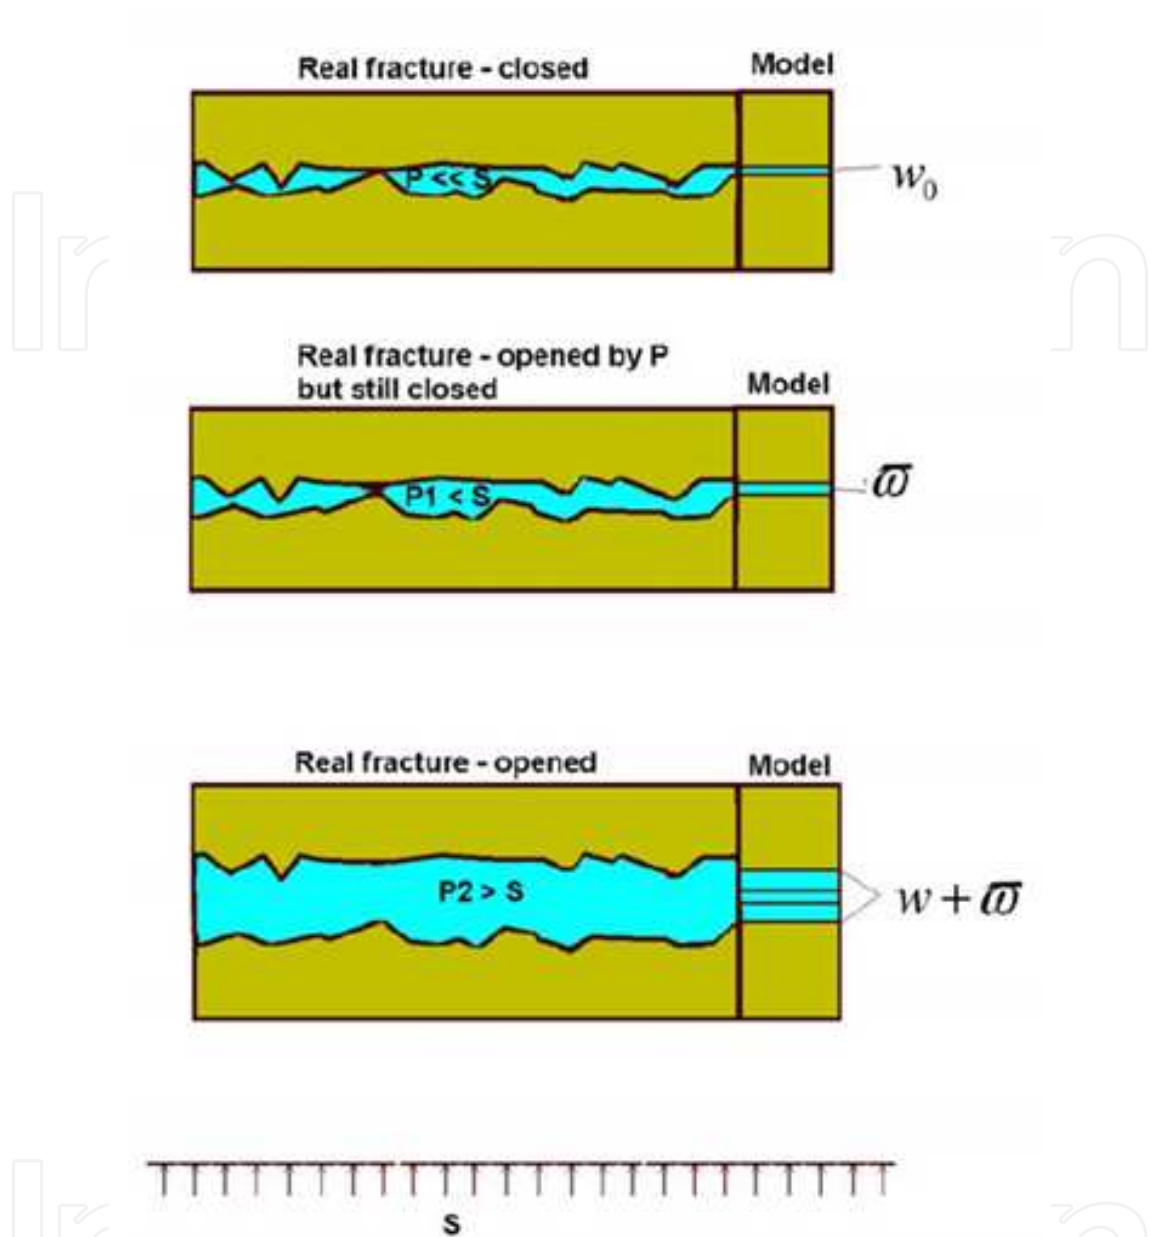 Real fracture - closed
Model
P << S
w₀
Real fracture - opened by P
but still closed
Model
P1 < S
ϖ
Real fracture - opened
Model
P2 > S
w + ϖ
S